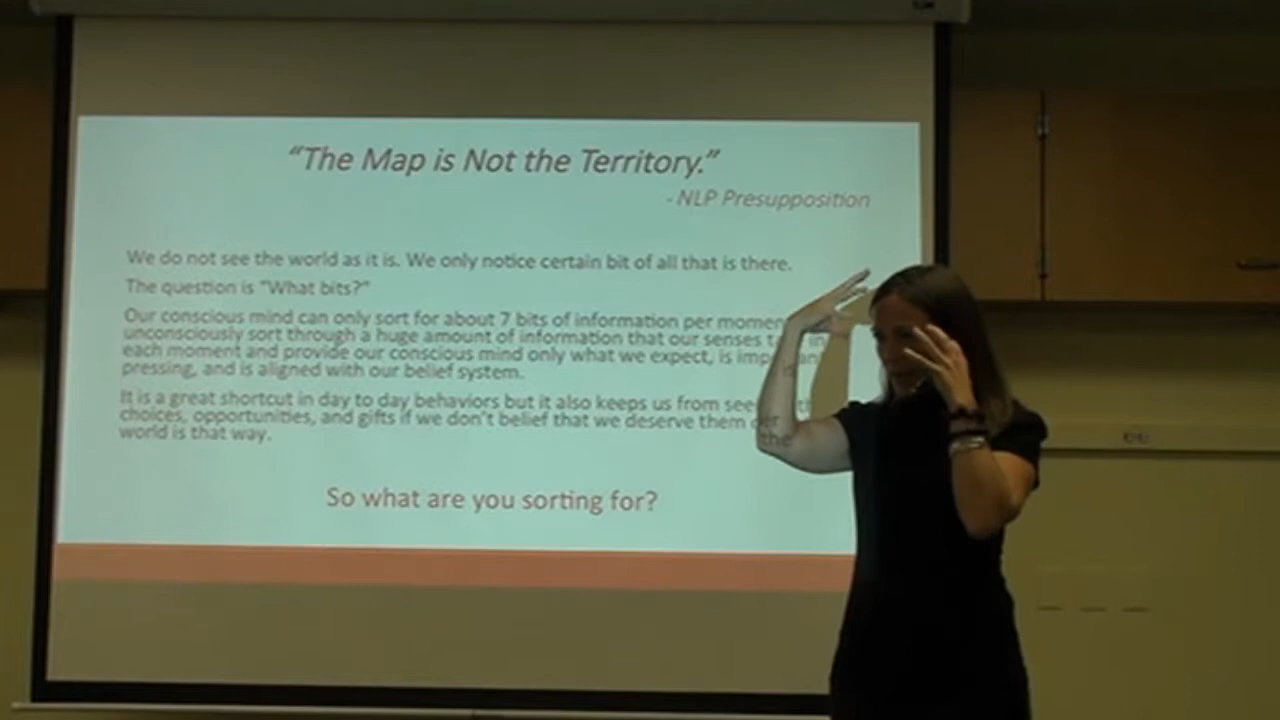 “The Map is Not the Territory.”
- NLP Presupposition
We do not see the world as it is. We only notice certain bit of all that is there.
The question is "What bits?"
Our conscious mind can only sort for about 7 bits of information per
unconsciously sort through a huge amount of information that our senses
each moment and provide our conscious mind only what we expect, is
pressing, and is aligned with our belief system.
It is a great shortcut in day to day behaviors but it also keeps us from
choices, opportunities, and gifts if we don't belief that we deserve them or the
world is that way.
So what are you sorting for?